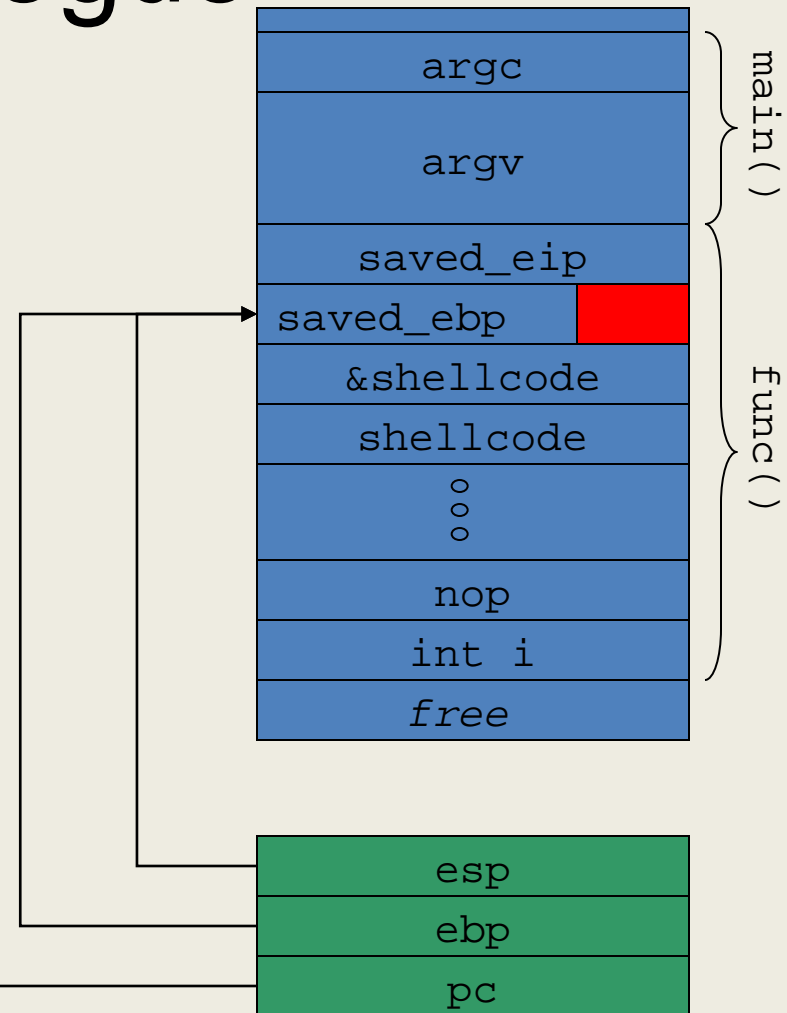 argc
main()
argv
saved_eip
saved_ebp
&shellcode
func()
shellcode
nop
int i
free
esp
ebp
pc